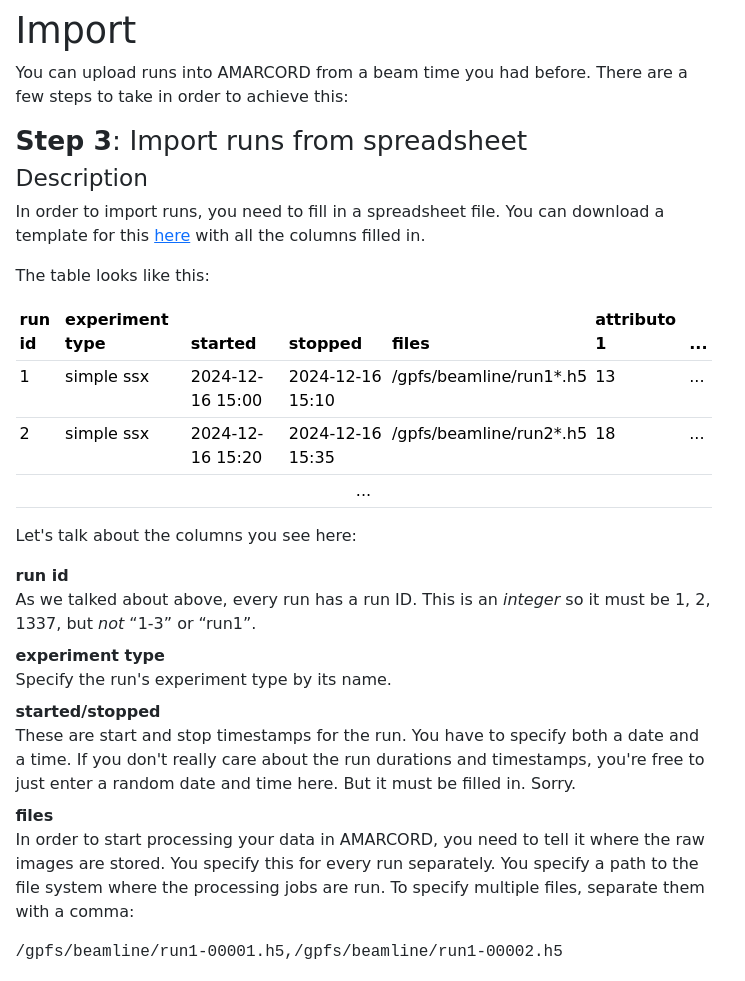 Import
You can upload runs into AMARCORD from a beam time you had before. There are a
few steps to take in order to achieve this:
Step 3: Import runs from spreadsheet
Description
In order to import runs, you need to fill in a spreadsheet file. You can download a
template for this here with all the columns filled in.
The table looks like this:
run experiment attributo
id type started stopped files 1 ...
1 simple ssx 2024-12- 2024-12-16 /gpfs/beamline/run1*.h5 13 ...
16 15:00 15:10
2 simple ssx 2024-12- 2024-12-16 /gpfs/beamline/run2*.h5 18 ...
16 15:20 15:35
...
Let's talk about the columns you see here:
run id
As we talked about above, every run has a run ID. This is an integer so it must be 1, 2,
1337, but not “1-3” or “run1”.
experiment type
Specify the run's experiment type by its name.
started/stopped
These are start and stop timestamps for the run. You have to specify both a date and
a time. If you don't really care about the run durations and timestamps, you're free to
just enter a random date and time here. But it must be filled in. Sorry.
files
In order to start processing your data in AMARCORD, you need to tell it where the raw
images are stored. You specify this for every run separately. You specify a path to the
file system where the processing jobs are run. To specify multiple files, separate them
with a comma:
/gpfs/beamline/run1-00001.h5,/gpfs/beamline/run1-00002.h5